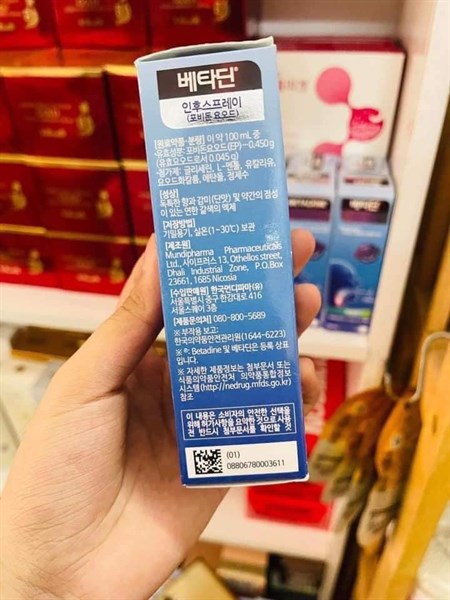 베타딘®
인후스프레이
(포비돈요오드)
[원료약품·분량] 이 약 100 mL 중
·유효성분: 포비돈요오드(EP) – 0.450 g
(유효요오드로서 0.045 g)
·첨가제: 글리세린, L-멘톨, 유칼리유,
요오드화칼륨, 에탄올, 정제수
[성상]
독특한 향과 감미(단맛) 및 약간의 점성
이 있는 연한 갈색의 액제
[저장방법]
기밀용기, 실온(1~30℃) 보관
[제조원]
Mundipharma Pharmaceuticals
Ltd., 사이프러스 13, Othellos street,
Dhali Industrial Zone, P.O.Box
23661, 1685 Nicosia
[수입판매원] 한국먼디파마(유)
서울특별시 중구 한강대로 416
서울스퀘어 3층
[제품문의처] 080-800-5689
※ 부작용 보고:
한국의약품안전관리원(1644-6223)
※ ®: Betadine 및 베타딘은 등록 상표
입니다.
※ 자세한 제품정보는 첨부문서 또는
식품의약품안전처 의약품통합정보
시스템(http://nedrug.mfds.go.kr)
참조
이 내용은 소비자의 안전한 선택을
위해 허가사항을 요약한 것으로 사용
전 반드시 첨부문서를 확인할 것
(01)
08806780003611